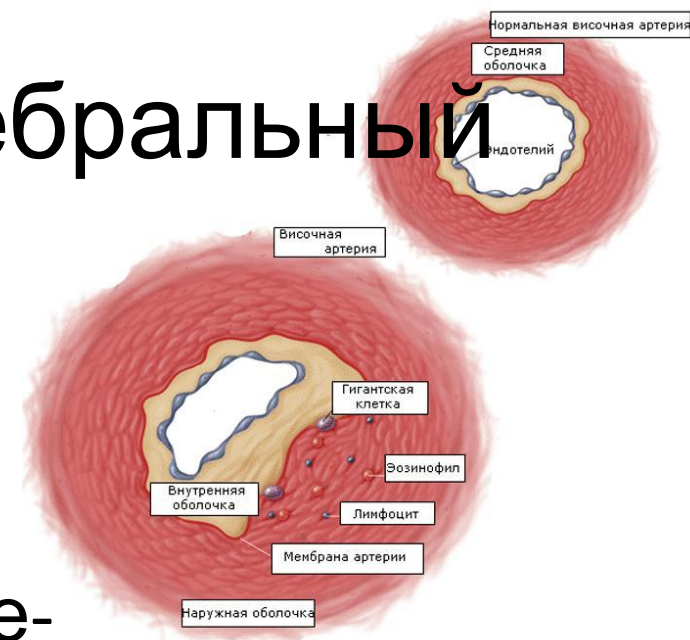 Нормальная височная артерия
Средняя
оболочка
ебральный
Эндотелий
Височная
артерия
Гигантская
клетка
Эозинофил
Внутренняя
оболочка
Лимфоцит
Мембрана артерии
е-
Наружная оболочка